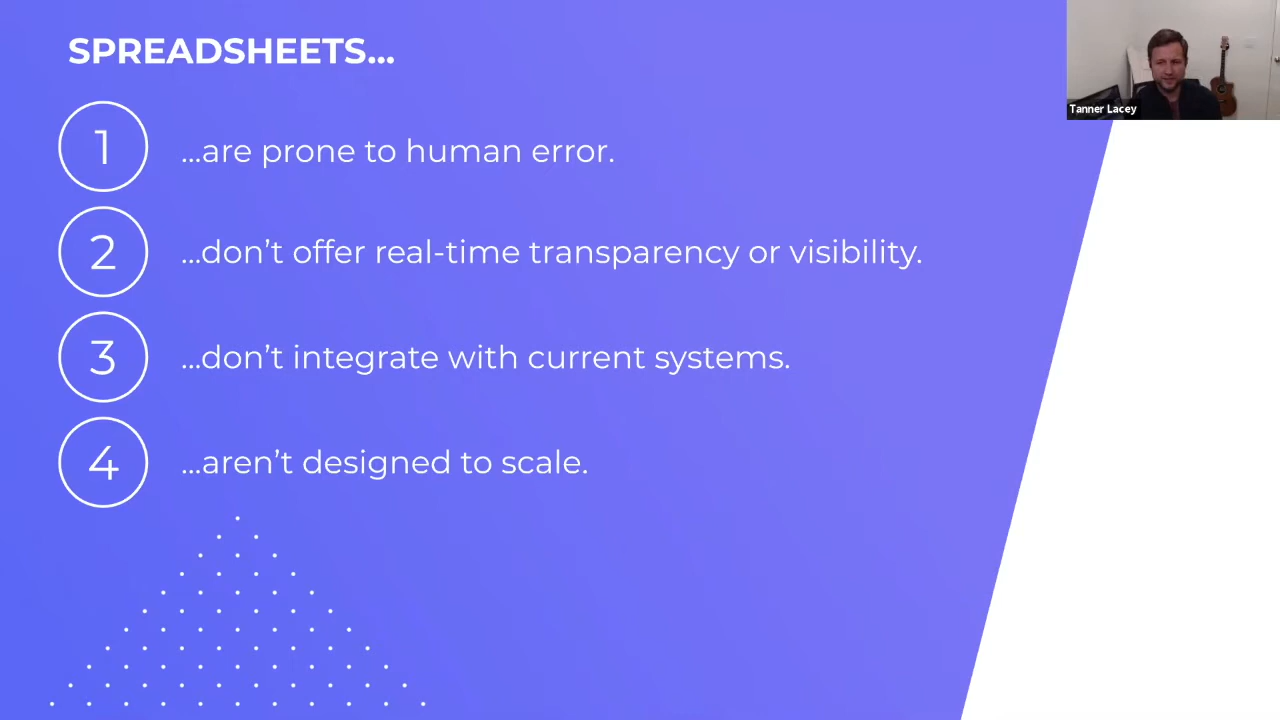 SPREADSHEETS...
1 ...are prone to human error.
2 ...don't offer real-time transparency or visibility.
3 ...don't integrate with current systems.
4 ...aren't designed to scale.
Tanner Lacey